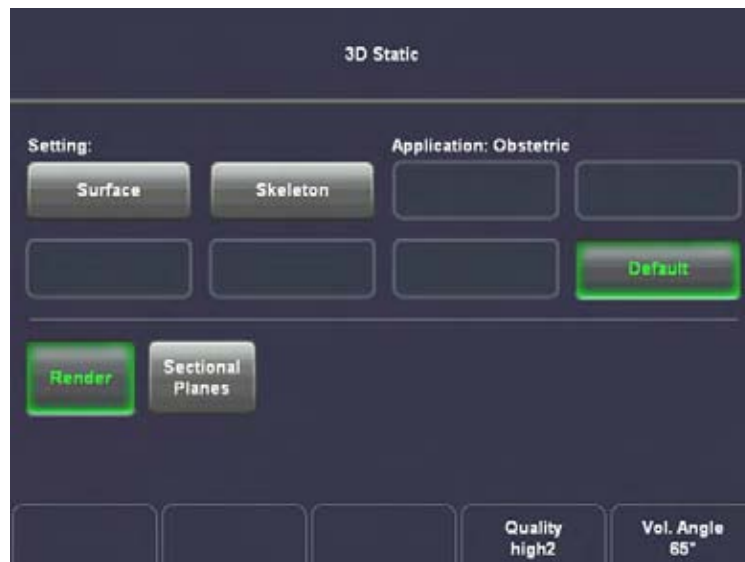 3D Static
Setting:
Application: Obstetric
Surface
Skeleton
Default
Render
Sectional
Planes
Quality
high2
Vol. Angle
65°